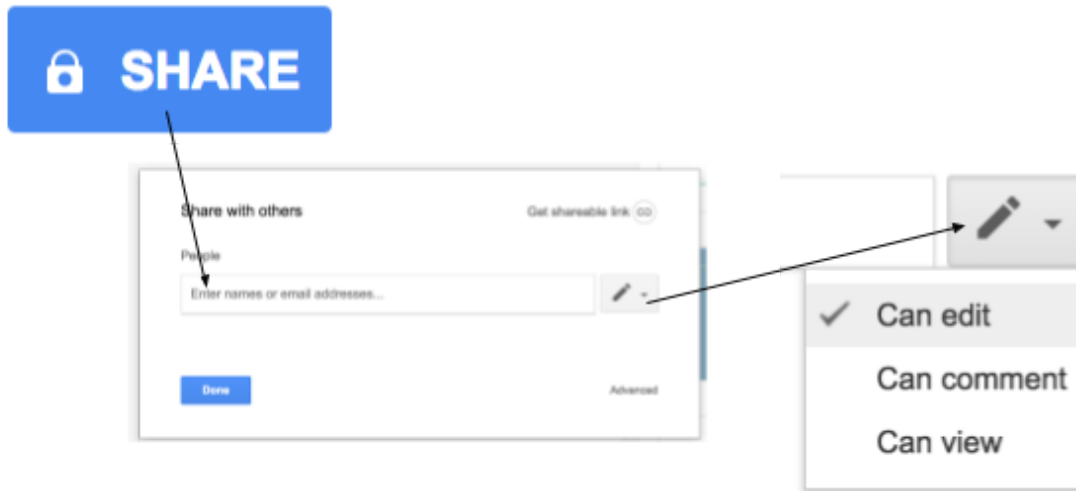 SHARE
Share with others
Get shareable link
People
Enter names or email addresses...
Done
Advanced
Can edit
Can comment
Can view